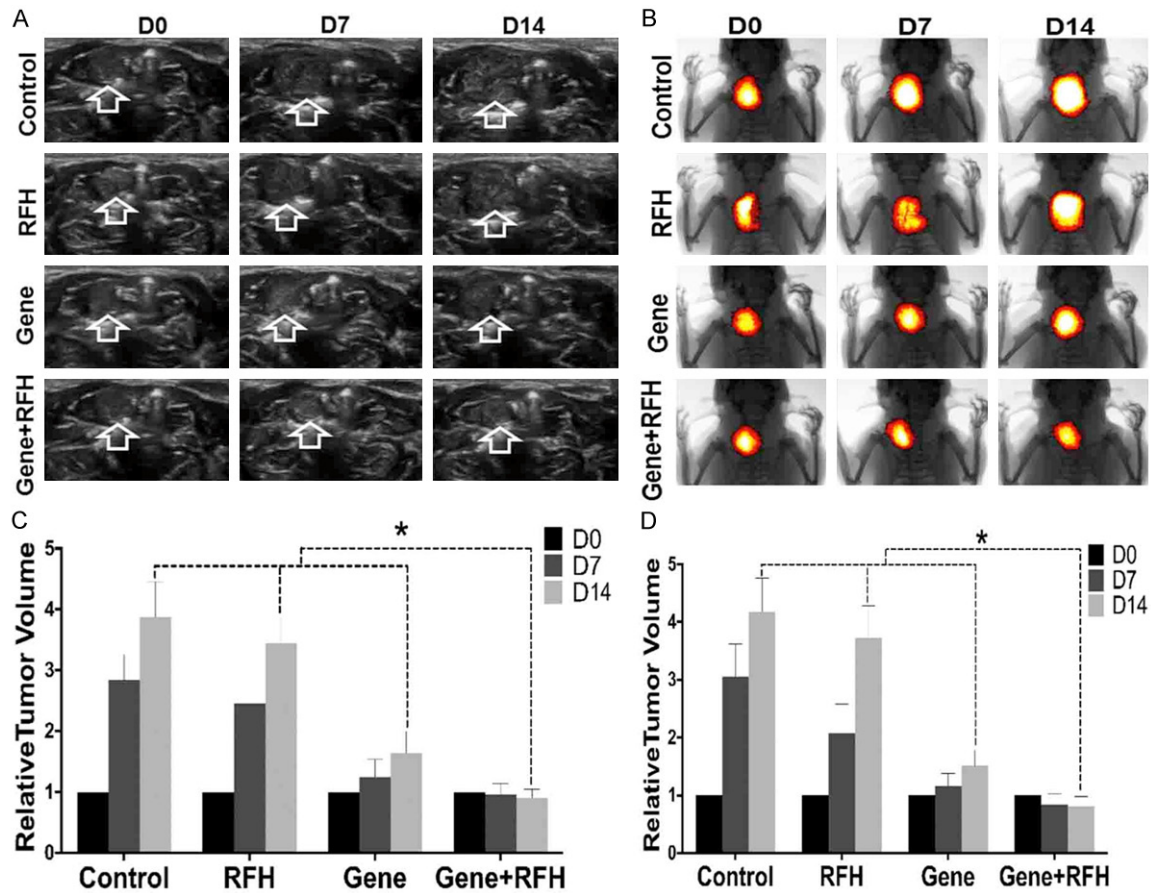 A
D0 D7 D14
Control
RFH
Gene
Gene+RFH
B
D0 D7 D14
Control
RFH
Gene
Gene+RFH
C
RelativeTumor Volume
5
4
3
2
1
0
*
D0
D7
D14
Control RFH Gene Gene+RFH
D
RelativeTumor Volume
5
4
3
2
1
0
*
D0
D7
D14
Control RFH Gene Gene+RFH